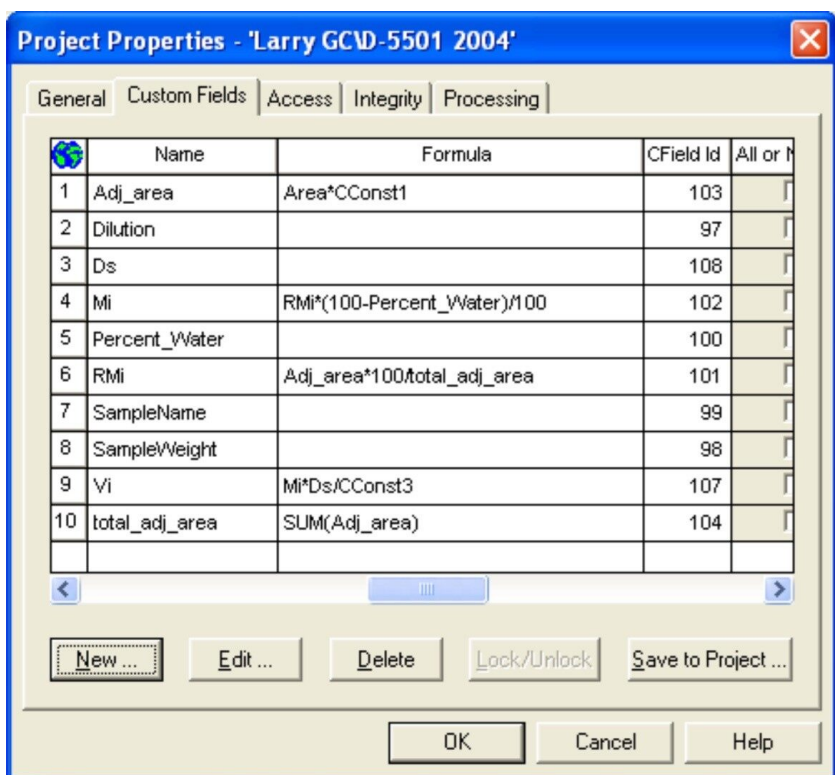 Project Properties - 'Larry GC\D-5501 2004'
General Custom Fields Access Integrity Processing
Name Formula CField Id All or N
1 Adj_area Area*CConst1 103
2 Dilution 97
3 Ds 108
4 Mi RMi*(100-Percent_Water)/100 102
5 Percent_Water 100
6 RMi Adj_area*100/total_adj_area 101
7 SampleName 99
8 SampleWeight 98
9 Vi Mi*Ds/CConst3 107
10 total_adj_area SUM(Adj_area) 104
New ... Edit ... Delete Lock/Unlock Save to Project ...
OK Cancel Help